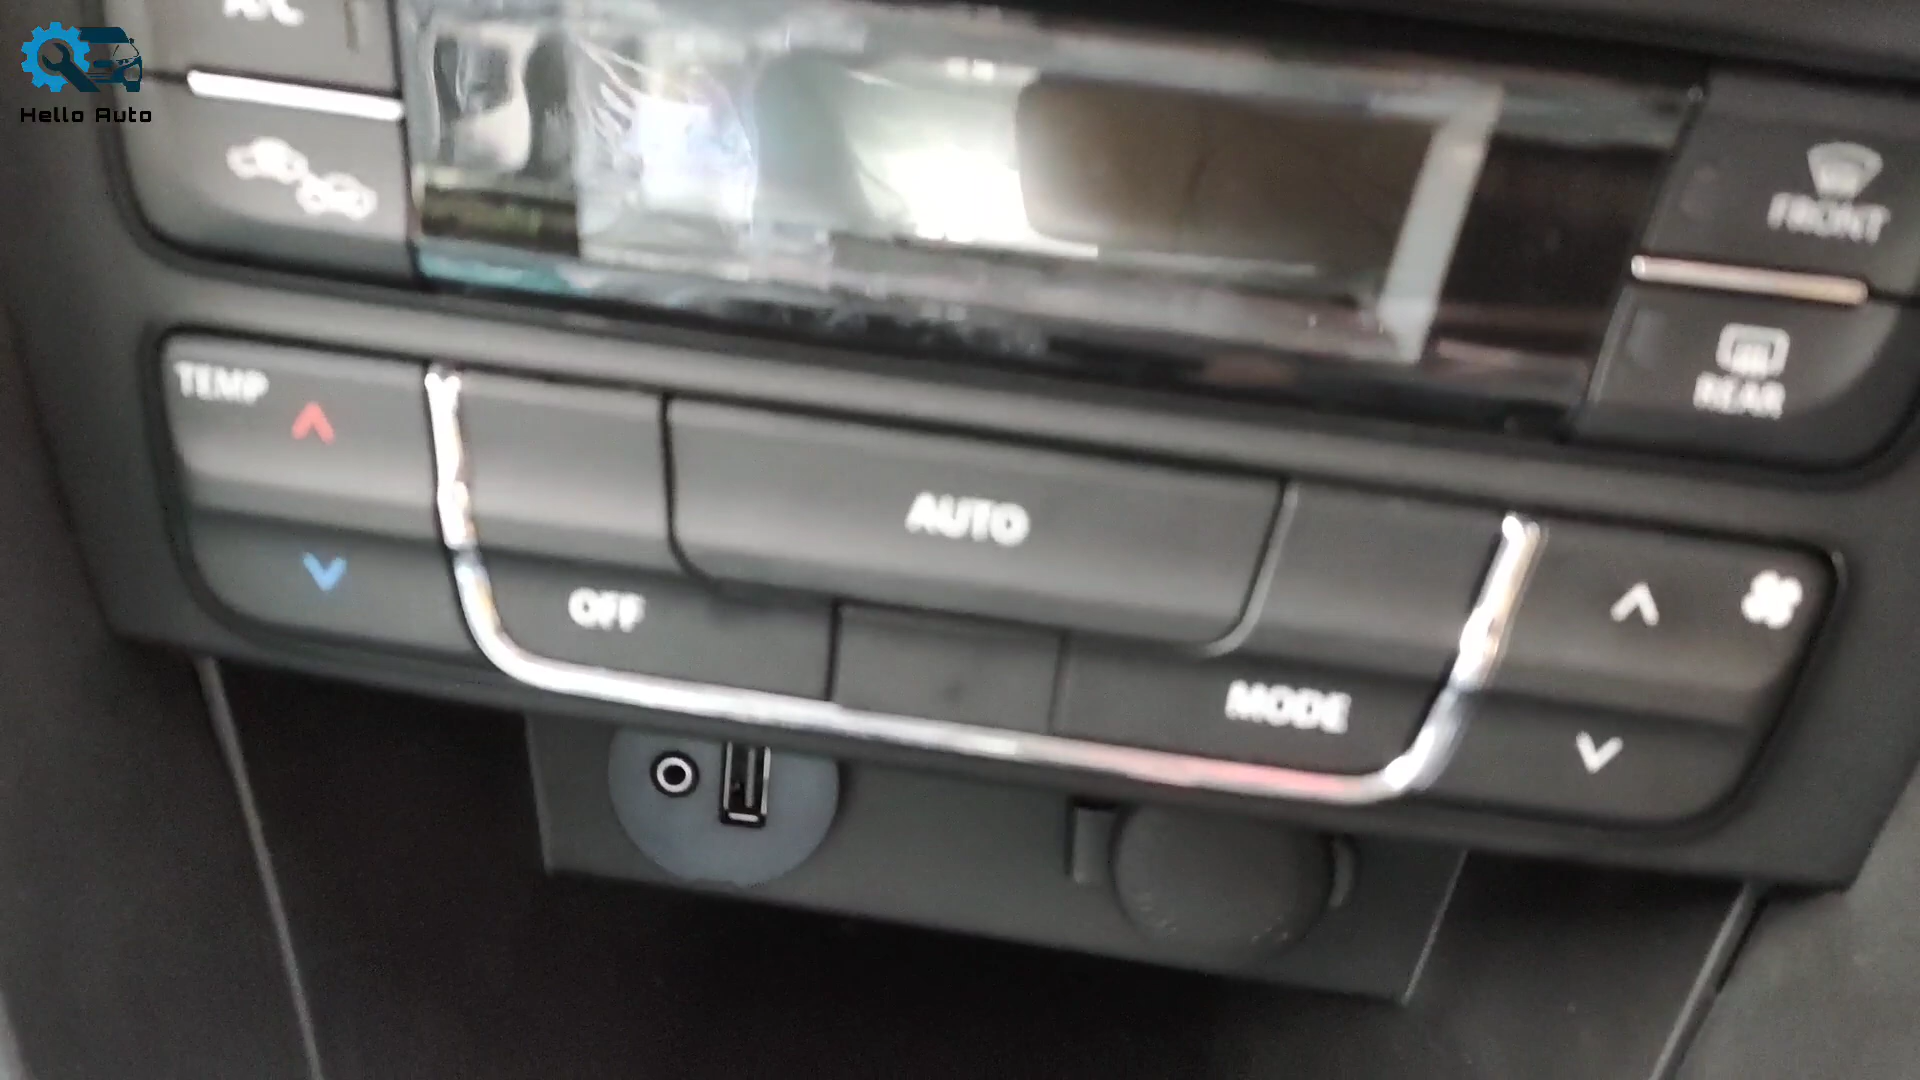 A/C
Hello Auto
FRONT
REAR
TEMP
AUTO
OFF
MODE